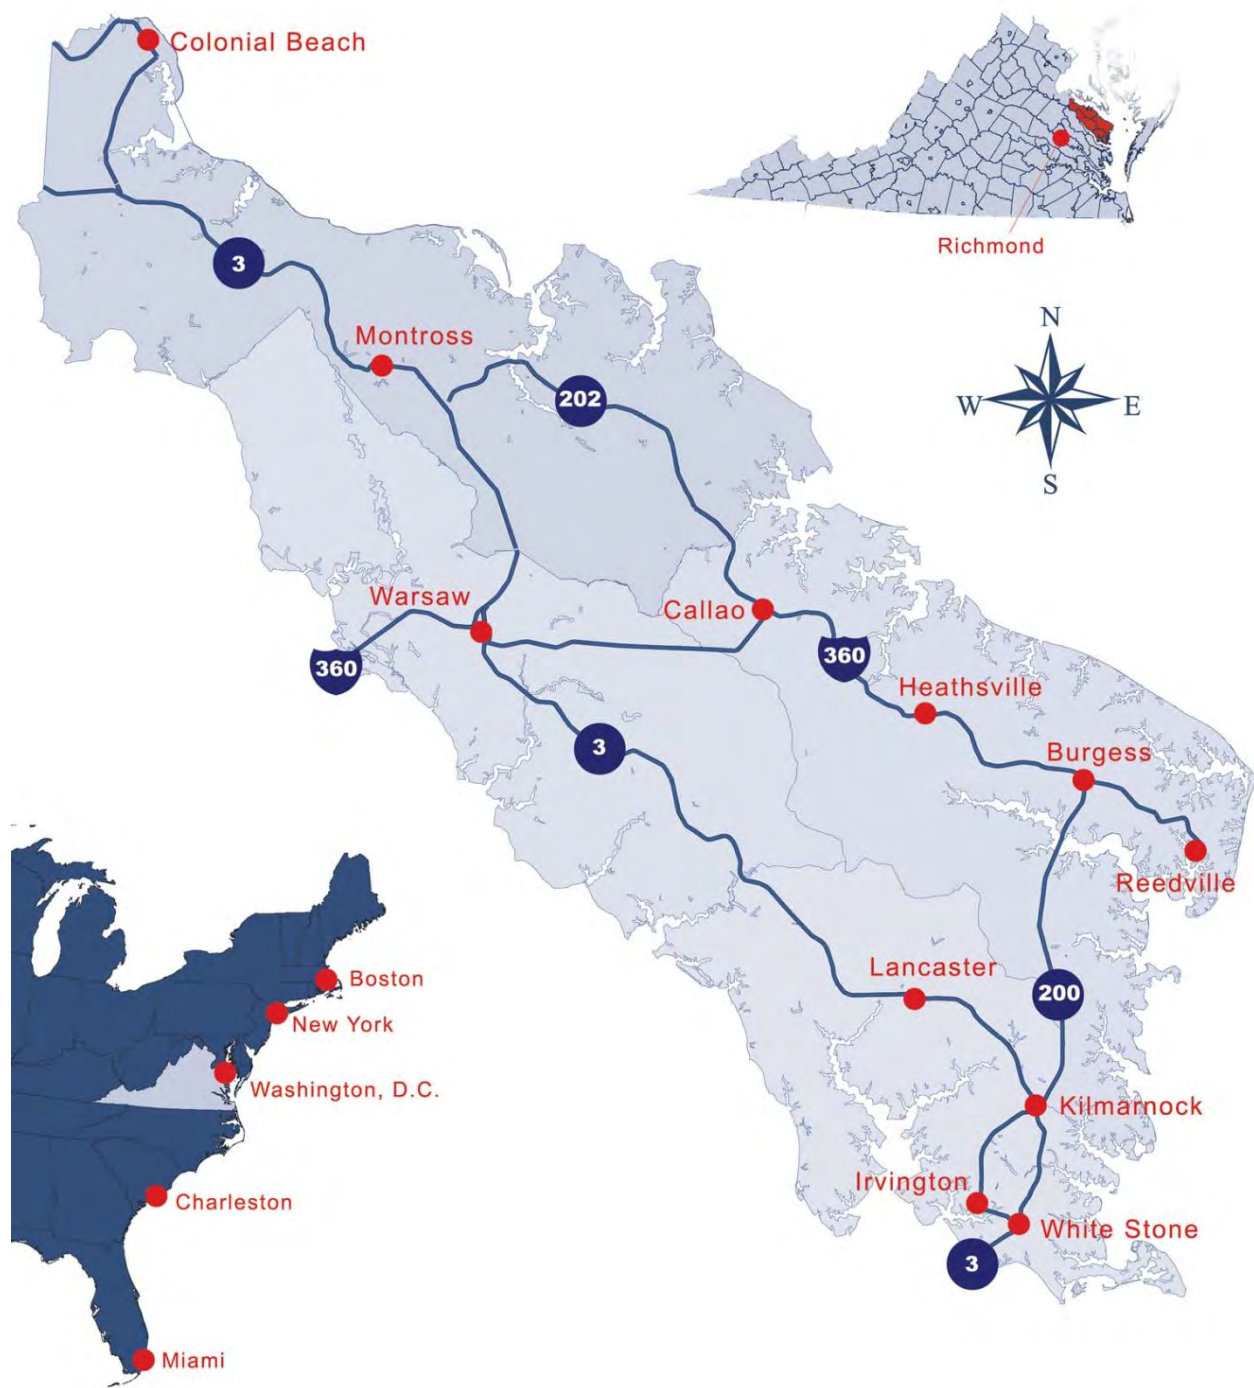 Colonial Beach
Richmond
3
Montross
202
N
W
E
S
Warsaw
Callao
360
360
Heathsville
3
Burgess
Reedville
Lancaster
200
Boston
New York
Washington, D.C.
Kilmarnock
Irvington
Charleston
White Stone
3
Miami